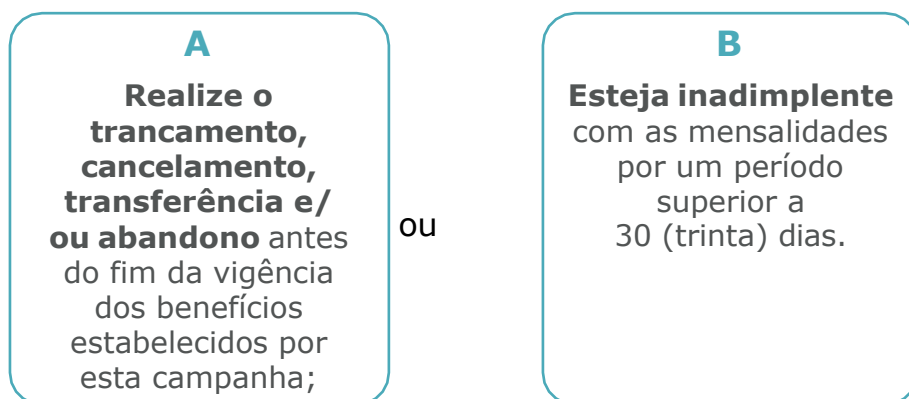 A
Realize o
trancamento,
cancelamento,
transferência e/
ou abandono antes
do fim da vigência
dos benefícios
estabelecidos por
esta campanha;
ou
B
Esteja inadimplente
com as mensalidades
por um período
superior a
30 (trinta) dias.